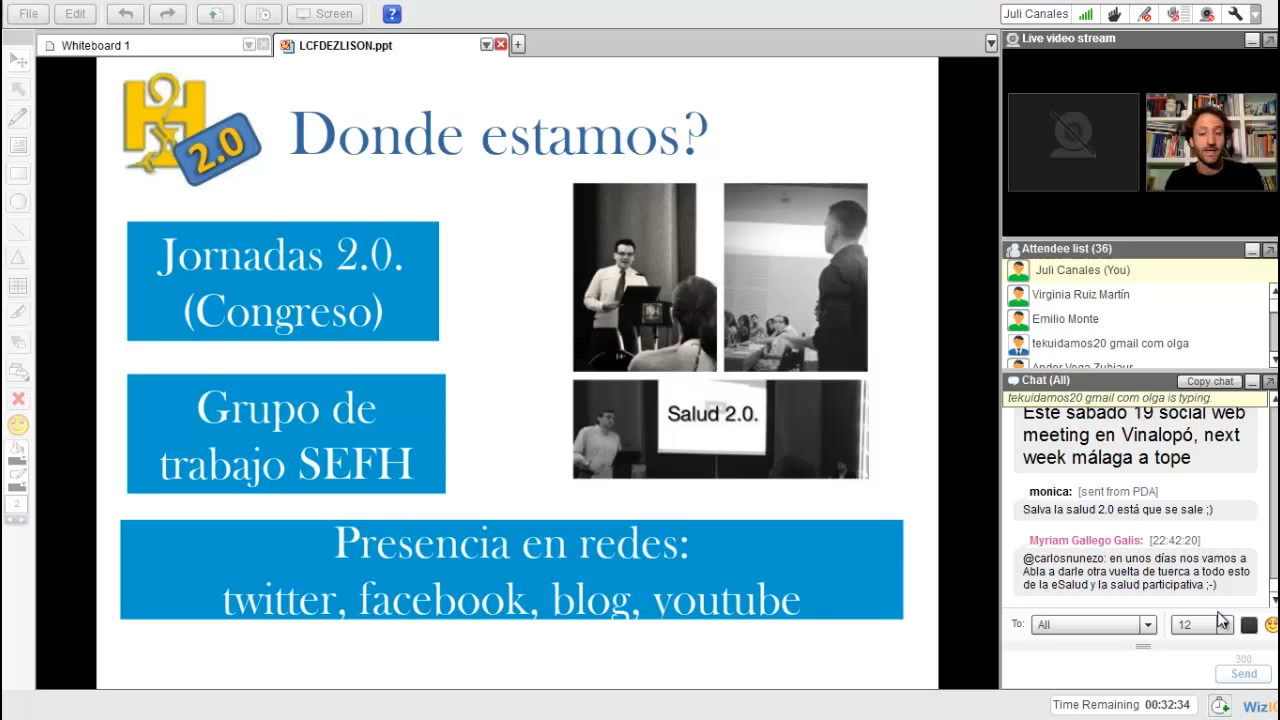 File
Edit
Screen
?
Juli Canales
Whiteboard 1
LCFDEZLISON.ppt
+
Live video stream
H 2.0
Donde estamos?
Jornadas 2.0.
(Congreso)
Grupo de
trabajo SEFH
Salud 2.0.
Presencia en redes:
twitter, facebook, blog, youtube
2
Attendee list (36)
Juli Canales (You)
Virginia Ruiz Martín
Emilio Monte
tekuidamos20 gmail com olga
Ander Vega Zubiaur
Chat (All)
Copy chat
tekuidamos20 gmail com olga is typing.
Este sábado 19 social web
meeting en Vinalopó, next
week málaga a tope
monica: [sent from PDA]
Salva la salud 2.0 está que se sale ;)
Myriam Gallego Galis: [22:42:20]
@carlosnunezo: en unos días nos vamos a
Abla a darle otra vuelta de tuerca a todo esto
de la eSalud y la salud participativa ;-)
To:
All
12
300
Send
Time Remaining 00:32:34